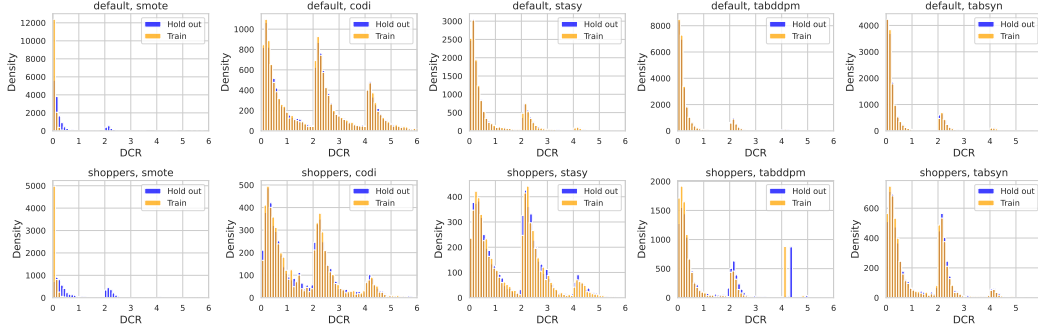 default, smote
Density
12000
10000
8000
6000
4000
2000
0
0 1 2 3 4 5 6
DCR
Hold out
Train
default, codi
Density
1000
800
600
400
200
0
0 1 2 3 4 5 6
DCR
Hold out
Train
default, stasy
Density
3000
2500
2000
1500
1000
500
0
0 1 2 3 4 5 6
DCR
Hold out
Train
default, tabddpm
Density
8000
6000
4000
2000
0
0 1 2 3 4 5 6
DCR
Hold out
Train
default, tabsyn
Density
4000
3000
2000
1000
0
0 1 2 3 4 5
DCR
Hold out
Train
shoppers, smote
Density
5000
4000
3000
2000
1000
0
0 1 2 3 4 5 6
DCR
Hold out
Train
shoppers, codi
Density
500
400
300
200
100
0
0 1 2 3 4 5 6
DCR
Hold out
Train
shoppers, stasy
Density
400
300
200
100
0
0 1 2 3 4 5 6
DCR
Hold out
Train
shoppers, tabddpm
Density
2000
1500
1000
500
0
0 1 2 3 4 5 6
DCR
Hold out
Train
shoppers, tabsyn
Density
600
400
200
0
0 1 2 3 4 5
DCR
Hold out
Train